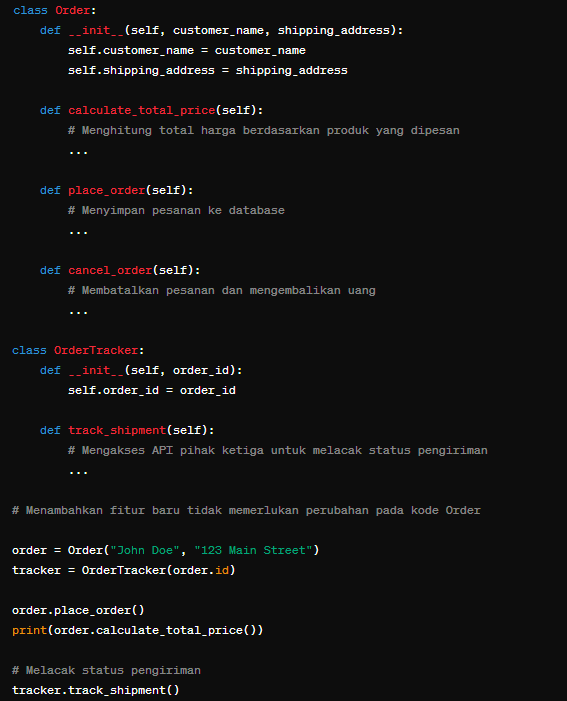 class Order:
    def __init__(self, customer_name, shipping_address):
        self.customer_name = customer_name
        self.shipping_address = shipping_address

    def calculate_total_price(self):
        # Menghitung total harga berdasarkan produk yang dipesan
        ...

    def place_order(self):
        # Menyimpan pesanan ke database
        ...

    def cancel_order(self):
        # Membatalkan pesanan dan mengembalikan uang
        ...

class OrderTracker:
    def __init__(self, order_id):
        self.order_id = order_id

    def track_shipment(self):
        # Mengakses API pihak ketiga untuk melacak status pengiriman
        ...

# Menambahkan fitur baru tidak memerlukan perubahan pada kode Order

order = Order("John Doe", "123 Main Street")
tracker = OrderTracker(order.id)

order.place_order()
print(order.calculate_total_price())

# Melacak status pengiriman
tracker.track_shipment()